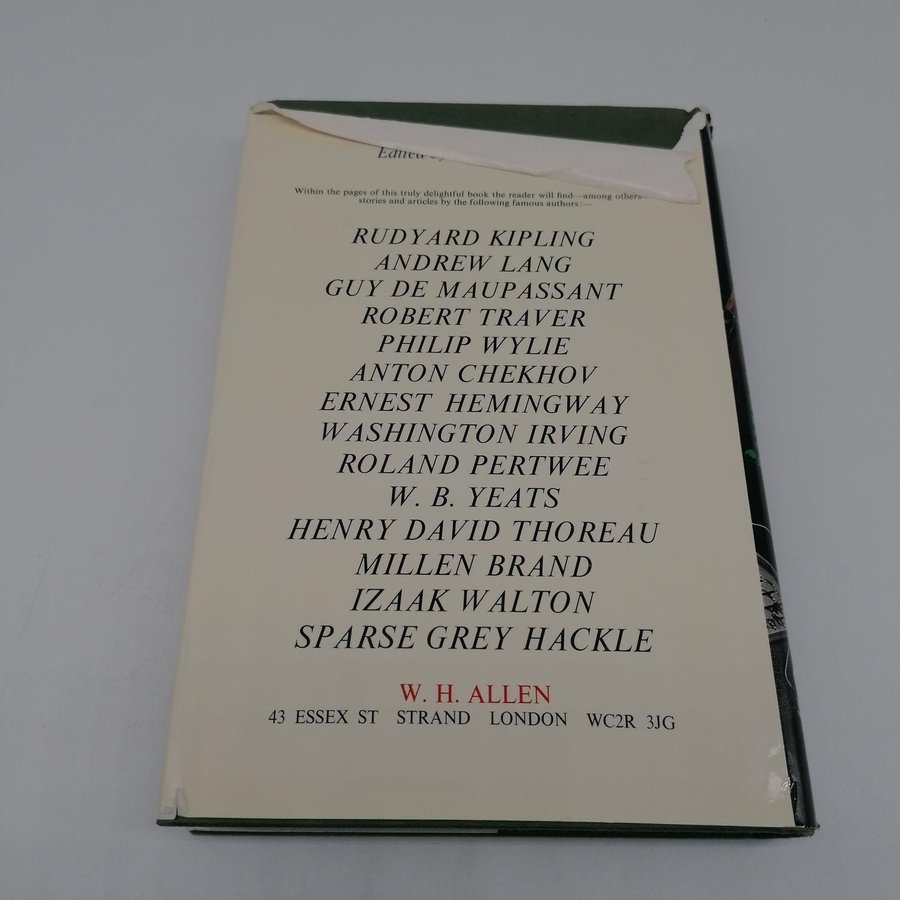 Edited by
Within the pages of this truly delightful book the reader will find—among others—
stories and articles by the following famous authors:—
RUDYARD KIPLING
ANDREW LANG
GUY DE MAUPASSANT
ROBERT TRAVER
PHILIP WYLIE
ANTON CHEKHOV
ERNEST HEMINGWAY
WASHINGTON IRVING
ROLAND PERTWEE
W. B. YEATS
HENRY DAVID THOREAU
MILLEN BRAND
IZAAK WALTON
SPARSE GREY HACKLE
W. H. ALLEN
43 ESSEX ST STRAND LONDON WC2R 3JG